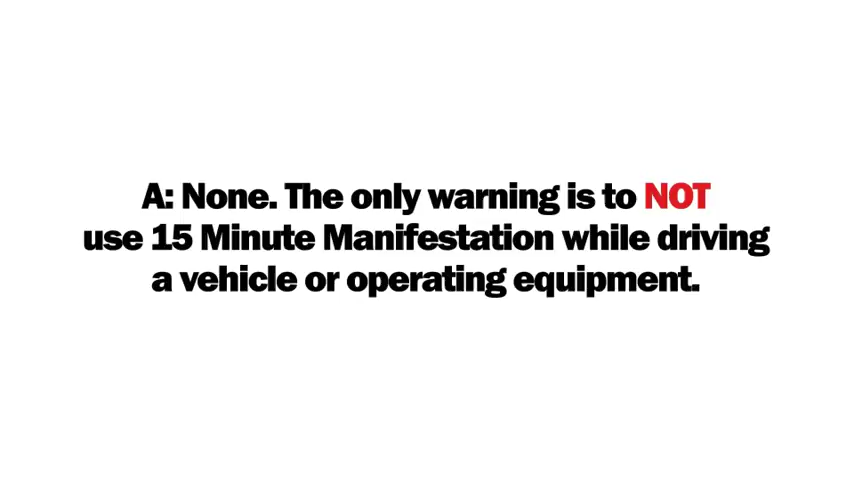 A: None. The only warning is to NOT
use 15 Minute Manifestation while driving
a vehicle or operating equipment.